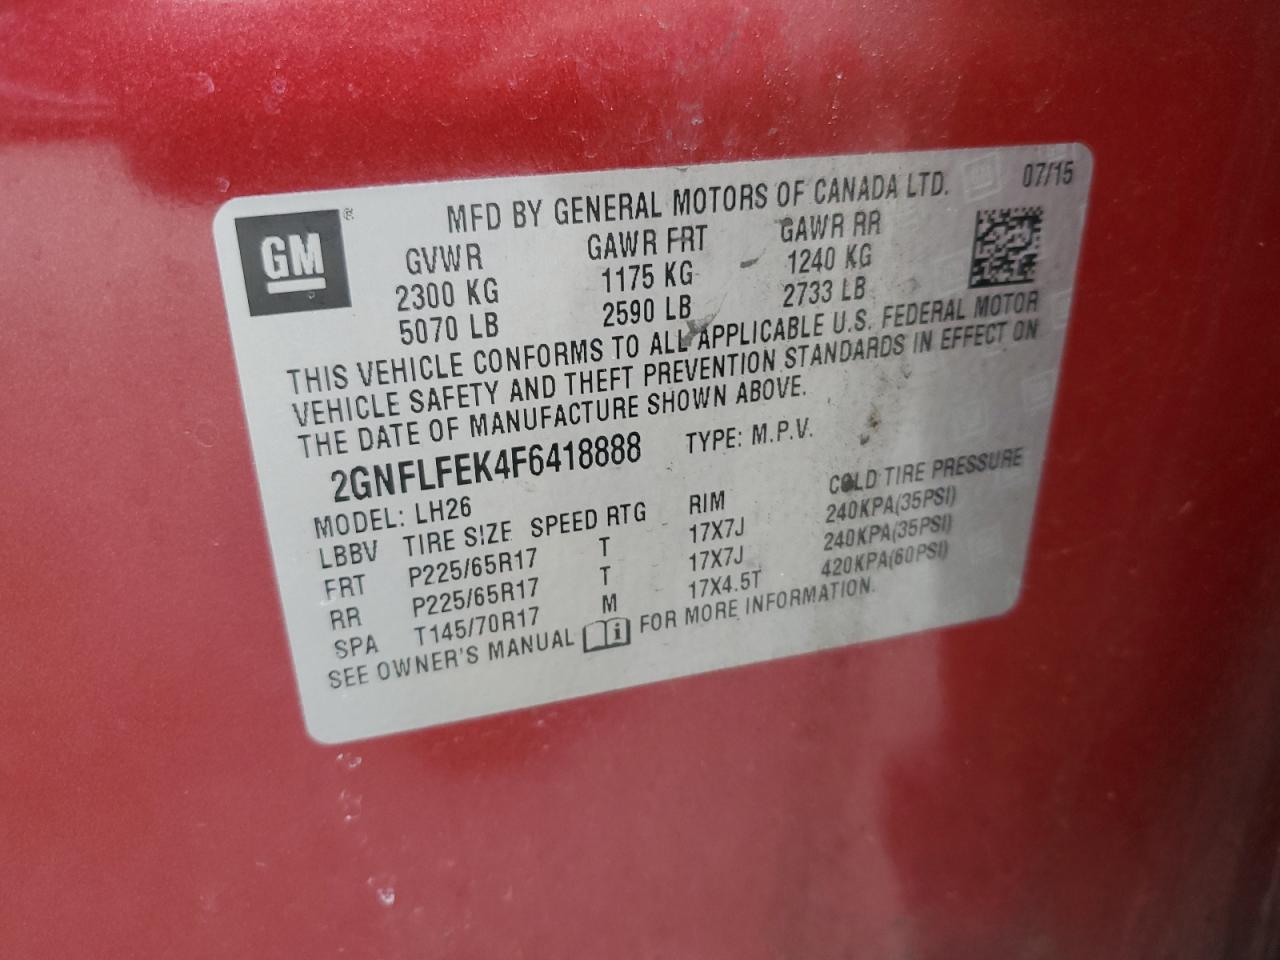 MFD BY GENERAL MOTORS OF CANADA LTD. 07/15
GM ®
GVWR GAWR FRT GAWR RR
2300 KG 1175 KG 1240 KG
5070 LB 2590 LB 2733 LB
THIS VEHICLE CONFORMS TO ALL APPLICABLE U.S. FEDERAL MOTOR
VEHICLE SAFETY AND THEFT PREVENTION STANDARDS IN EFFECT ON
THE DATE OF MANUFACTURE SHOWN ABOVE.
2GNFLFEK4F6418888 TYPE: M.P.V.
MODEL: LH26
LBBV TIRE SIZE SPEED RTG RIM COLD TIRE PRESSURE
FRT P225/65R17 T 17X7J 240KPA(35PSI)
RR P225/65R17 T 17X7J 240KPA(35PSI)
SPA T145/70R17 M 17X4.5T 420KPA(60PSI)
SEE OWNER'S MANUAL i FOR MORE INFORMATION.